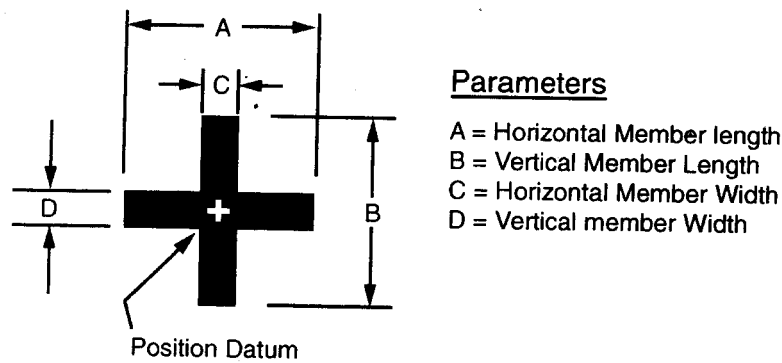 A
C
D
B
Position Datum
Parameters
A = Horizontal Member length
B = Vertical Member Length
C = Horizontal Member Width
D = Vertical member Width